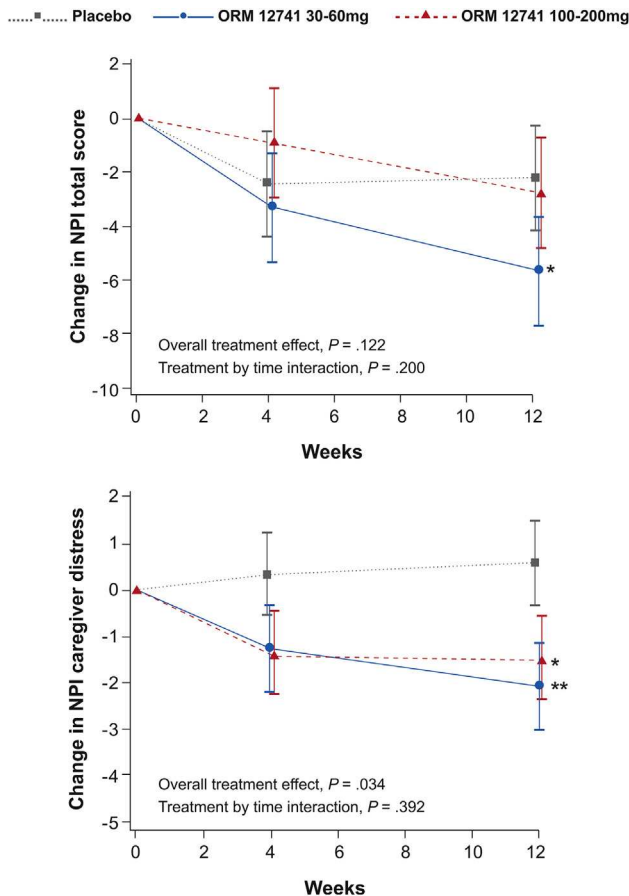 Placebo ORM 12741 30-60mg ORM 12741 100-200mg
Change in NPI total score
2
0
-2
-4
-6
-8
-10
*
Overall treatment effect, P = .122
Treatment by time interaction, P = .200
0 2 4 6 8 10 12
Weeks
Change in NPI caregiver distress
2
1
0
-1
-2
-3
-4
-5
*
**
Overall treatment effect, P = .034
Treatment by time interaction, P = .392
0 2 4 6 8 10 12
Weeks